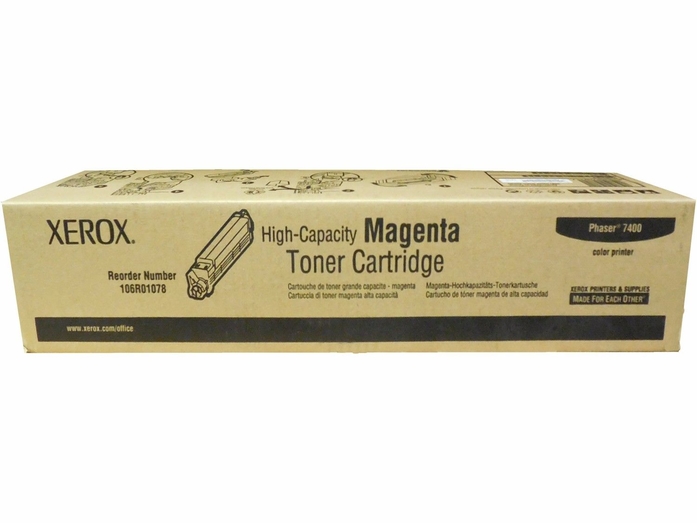 XEROX®
Reorder Number
106R01078
www.xerox.com/office
High-Capacity Magenta
Toner Cartridge
Cartouche de toner grande capacite - magenta
Cartuccia di toner magenta alta capacità
Magenta-Hochkapazitäts-Tonerkartusche
Cartucho de tóner magenta de alta capacidad
Phaser® 7400
color printer
XEROX PRINTERS & SUPPLIES
MADE FOR EACH OTHER™